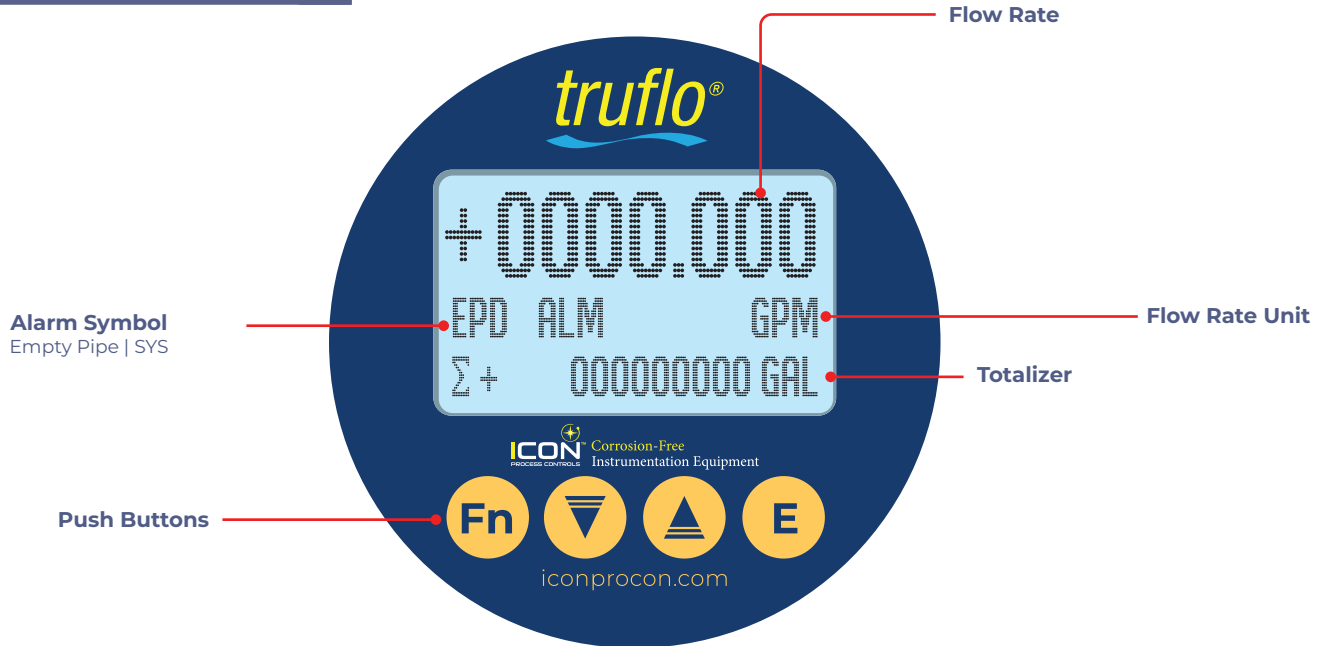 Flow Rate
truflo®
+0000.000
Alarm Symbol
Empty Pipe | SYS
EPD ALM GPM
Flow Rate Unit
Σ + 000000000 GAL
Totalizer
ICON™
PROCESS CONTROLS
Corrosion-Free
Instrumentation Equipment
Push Buttons
Fn E
iconprocon.com